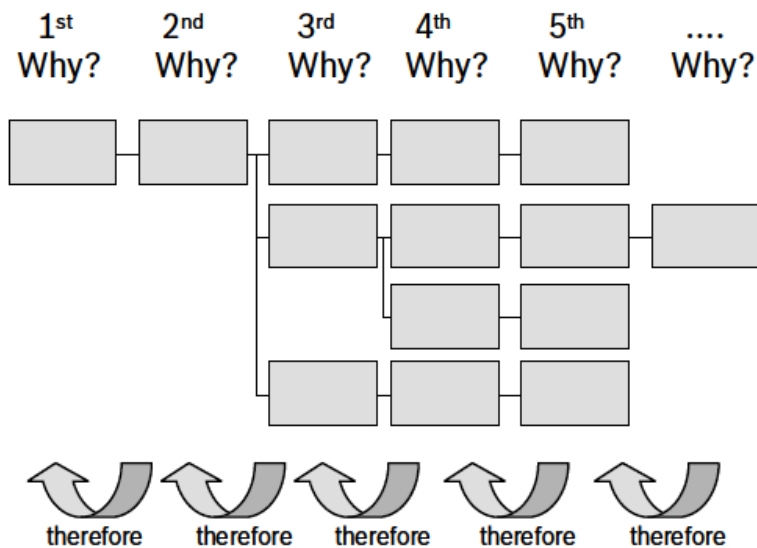 1st 2nd 3rd 4th 5th ....
Why? Why? Why? Why? Why? Why?
therefore therefore therefore therefore therefore